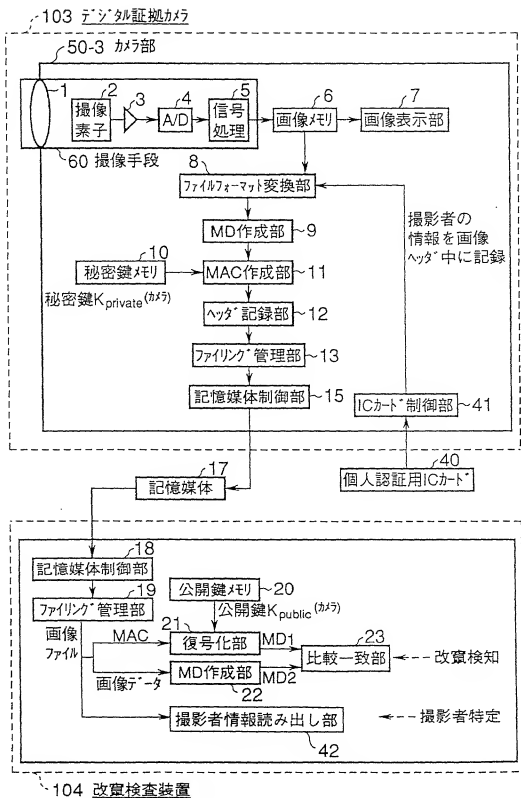 103 デジタル証拠カメラ
50-3 カメラ部
1
2
撮像
素子
3
4
A/D
5
信号
処理
6
画像メモリ
7
画像表示部
60 撮像手段
8
ファイルフォーマット変換部
撮影者の
情報を画像
ヘッダ中に記録
MD作成部
9
10
秘密鍵メモリ
MAC作成部
11
秘密鍵Kprivate(カメラ)
ヘッダ記録部
12
ファイリング管理部
13
記憶媒体制御部
15
ICカード制御部
41
17
記憶媒体
40
個人認証用ICカード
18
記憶媒体制御部
19
ファイリング管理部
公開鍵メモリ
20
公開鍵Kpublic(カメラ)
画像
ファイル
MAC
21
復号化部
MD1
23
比較一致部
改竄検知
画像データ
MD作成部
MD2
22
撮影者情報読み出し部
撮影者特定
42
104 改竄検査装置